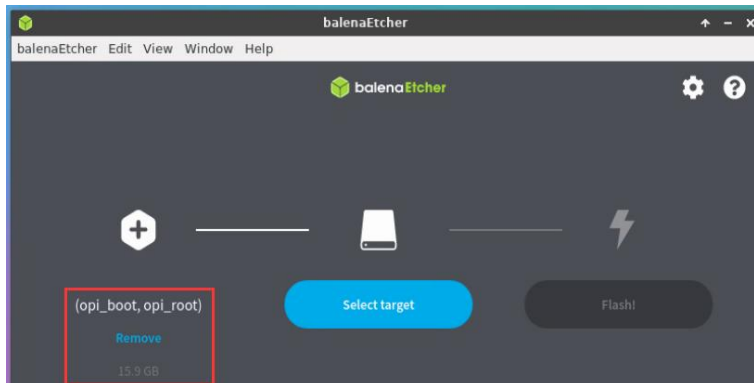 balenaEtcher
balenaEtcher Edit View Window Help
balenaEtcher
(opi_boot, opi_root)
Remove
15.9 GB
Select target
Flash!